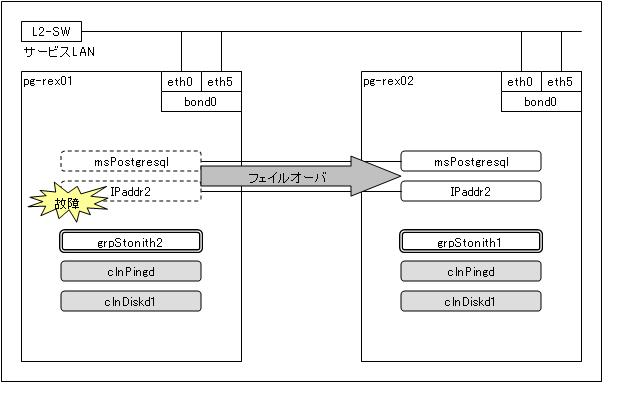 L2-SW
サービスLAN
pg-rex01
eth0
eth5
bond0
pg-rex02
eth0
eth5
bond0
msPostgresql
フェイルオーバ
msPostgresql
故障
IPaddr2
IPaddr2
grpStonith2
grpStonith1
clnPingd
clnPingd
clnDiskd1
clnDiskd1